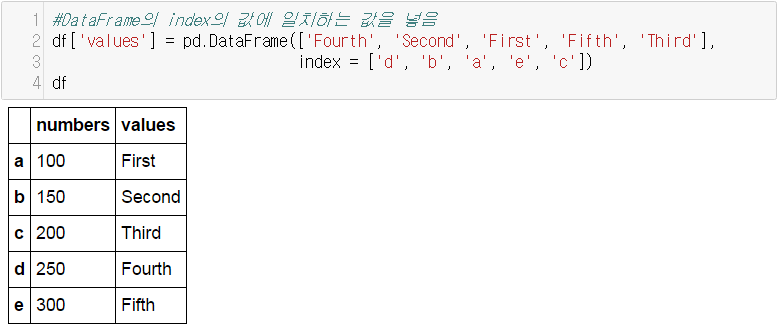 1 #DataFrame의 index의 값에 일치하는 값을 넣음
2 df['values'] = pd.DataFrame(['Fourth', 'Second', 'First', 'Fifth', 'Third'],
3 index = ['d', 'b', 'a', 'e', 'c'])
4 df
numbers values
a 100 First
b 150 Second
c 200 Third
d 250 Fourth
e 300 Fifth